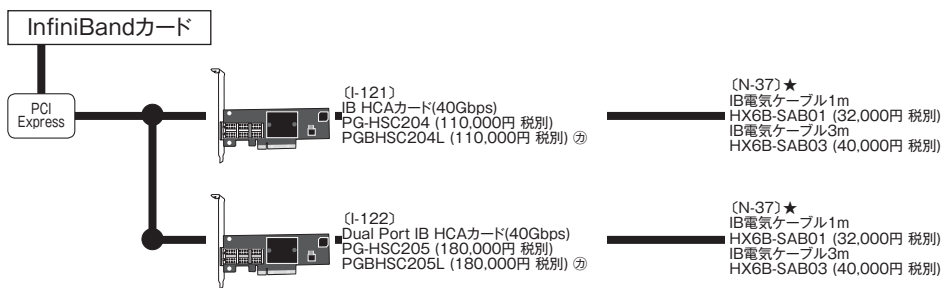 InfiniBandカード
PCI
Express
〔I-121〕
IB HCAカード(40Gbps)
PG-HSC204 (110,000円 税別)
PGBHSC204L (110,000円 税別) ㋕
〔N-37〕★
IB電気ケーブル1m
HX6B-SAB01 (32,000円 税別)
IB電気ケーブル3m
HX6B-SAB03 (40,000円 税別)
〔I-122〕
Dual Port IB HCAカード(40Gbps)
PG-HSC205 (180,000円 税別)
PGBHSC205L (180,000円 税別) ㋕
〔N-37〕★
IB電気ケーブル1m
HX6B-SAB01 (32,000円 税別)
IB電気ケーブル3m
HX6B-SAB03 (40,000円 税別)